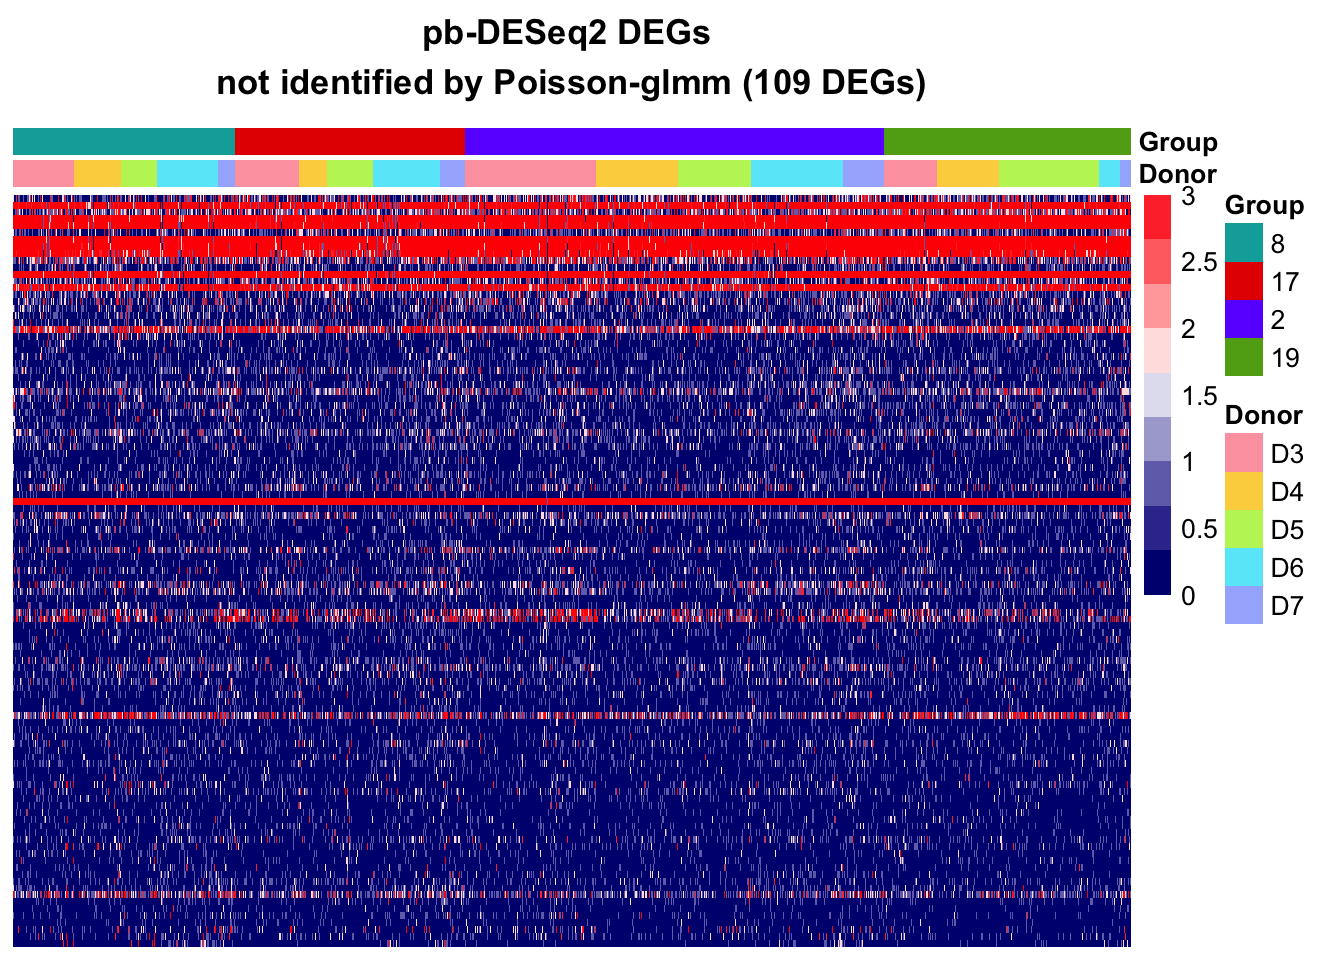 pb-DESeq2 DEGs
not identified by Poisson-glmm (109 DEGs)
Group
Donor
3
2.5
2
1.5
1
0.5
0
Group
8
17
2
19
Donor
D3
D4
D5
D6
D7